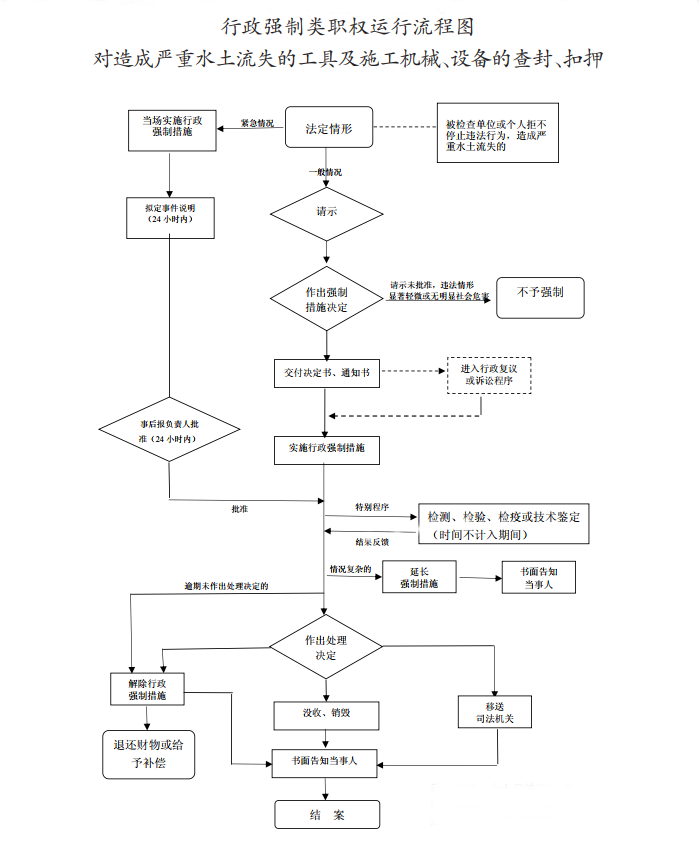 行政强制类职权运行流程图
对造成严重水土流失的工具及施工机械、设备的查封、扣押
当场实施行政
强制措施
紧急情况
法定情形
被检查单位或个人拒不
停止违法行为，造成严
重水土流失的
一般情况
拟定事件说明
（24 小时内）
请示
作出强制
措施决定
请示未批准，违法情形
显著轻微或无明显社会危害
不予强制
交付决定书、通知书
进入行政复议
或诉讼程序
事后报负责人批
准（24 小时内）
实施行政强制措施
批准
特别程序
检测、检验、检疫或技术鉴定
（时间不计入期间）
结果反馈
情况复杂的
延长
强制措施
书面告知
当事人
逾期未作出处理决定的
作出处理
决定
解除行政
强制措施
没收、销毁
移送
司法机关
退还财物或给
予补偿
书面告知当事人
结 案